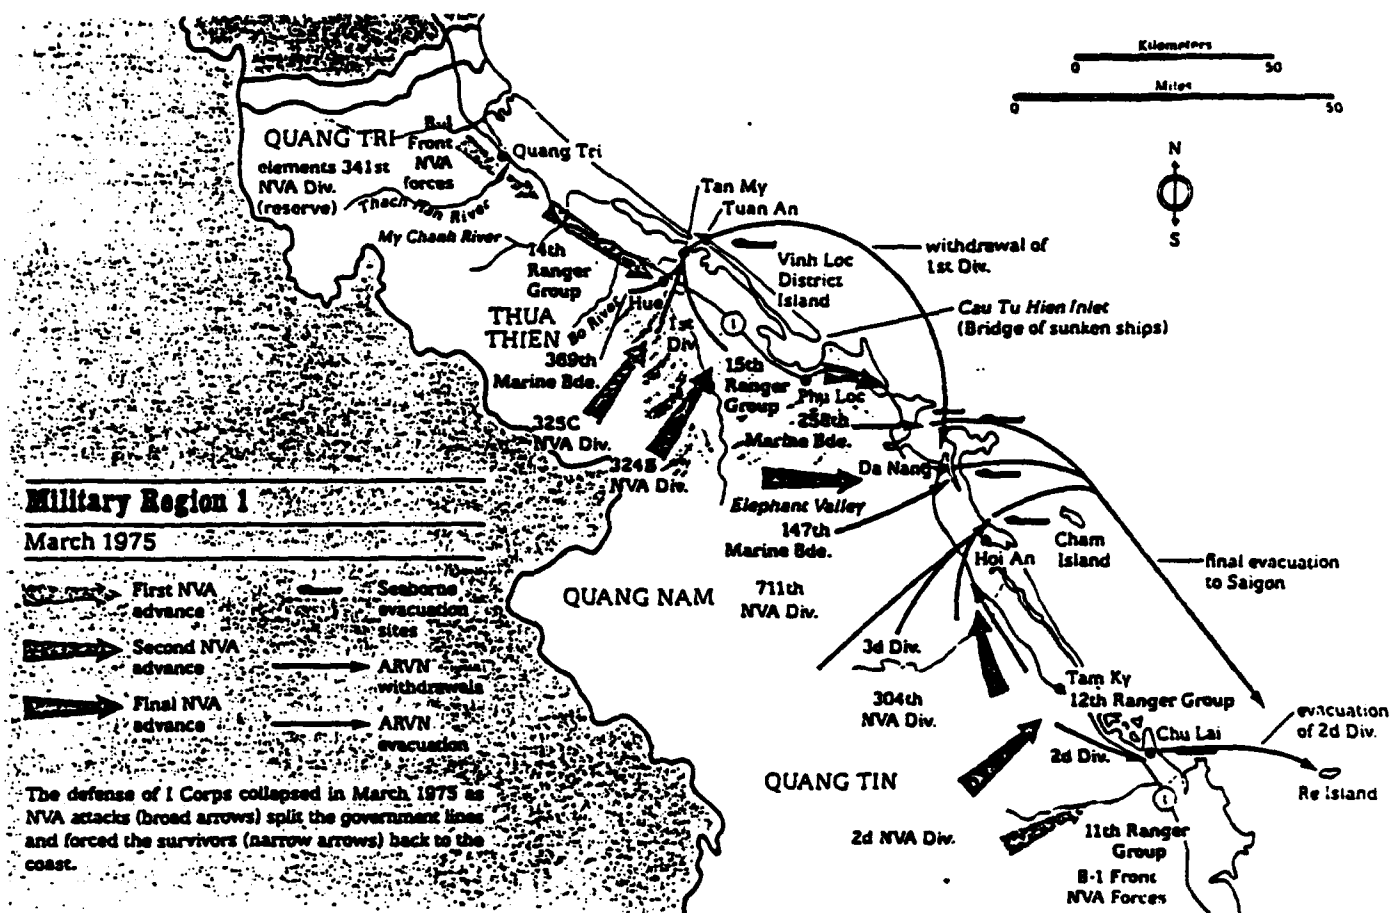 Kilometers
0 50
Miles
0 50
N
S
QUANG TRI
elements 341st
NVA Div.
(reserve)
Front
NVA
forces
Quang Tri
Thach Han River
My Chanh River
Tan My
Tuan An
14th
Ranger
Group
Vinh Loc
District
Island
withdrawal of
1st Div.
Cau Tu Hien Inlet
(Bridge of sunken ships)
Hue
THUA
THIEN
Bo River
1st
Div.
1
369th
Marine Bde.
15th
Ranger
Group
Phu Loc
258th
Marine Bde.
325C
NVA Div.
324B
NVA Div.
Da Nang
Elephant Valley
147th
Marine Bde.
Cham
Island
Hoi An
final evacuation
to Saigon
QUANG NAM
711th
NVA Div.
3d Div.
304th
NVA Div.
Tam Ky
12th Ranger Group
Chu Lai
2d Div.
evacuation
of 2d Div.
Re Island
QUANG TIN
2d NVA Div.
1
11th Ranger
Group
B-1 Front
NVA Forces
Military Region 1
March 1975
First NVA
advance
Second NVA
advance
Final NVA
advance
Seaborne
evacuation
sites
ARVN
withdrawals
ARVN
evacuation
The defense of I Corps collapsed in March 1975 as
NVA attacks (broad arrows) split the government lines
and forced the survivors (narrow arrows) back to the
coast.